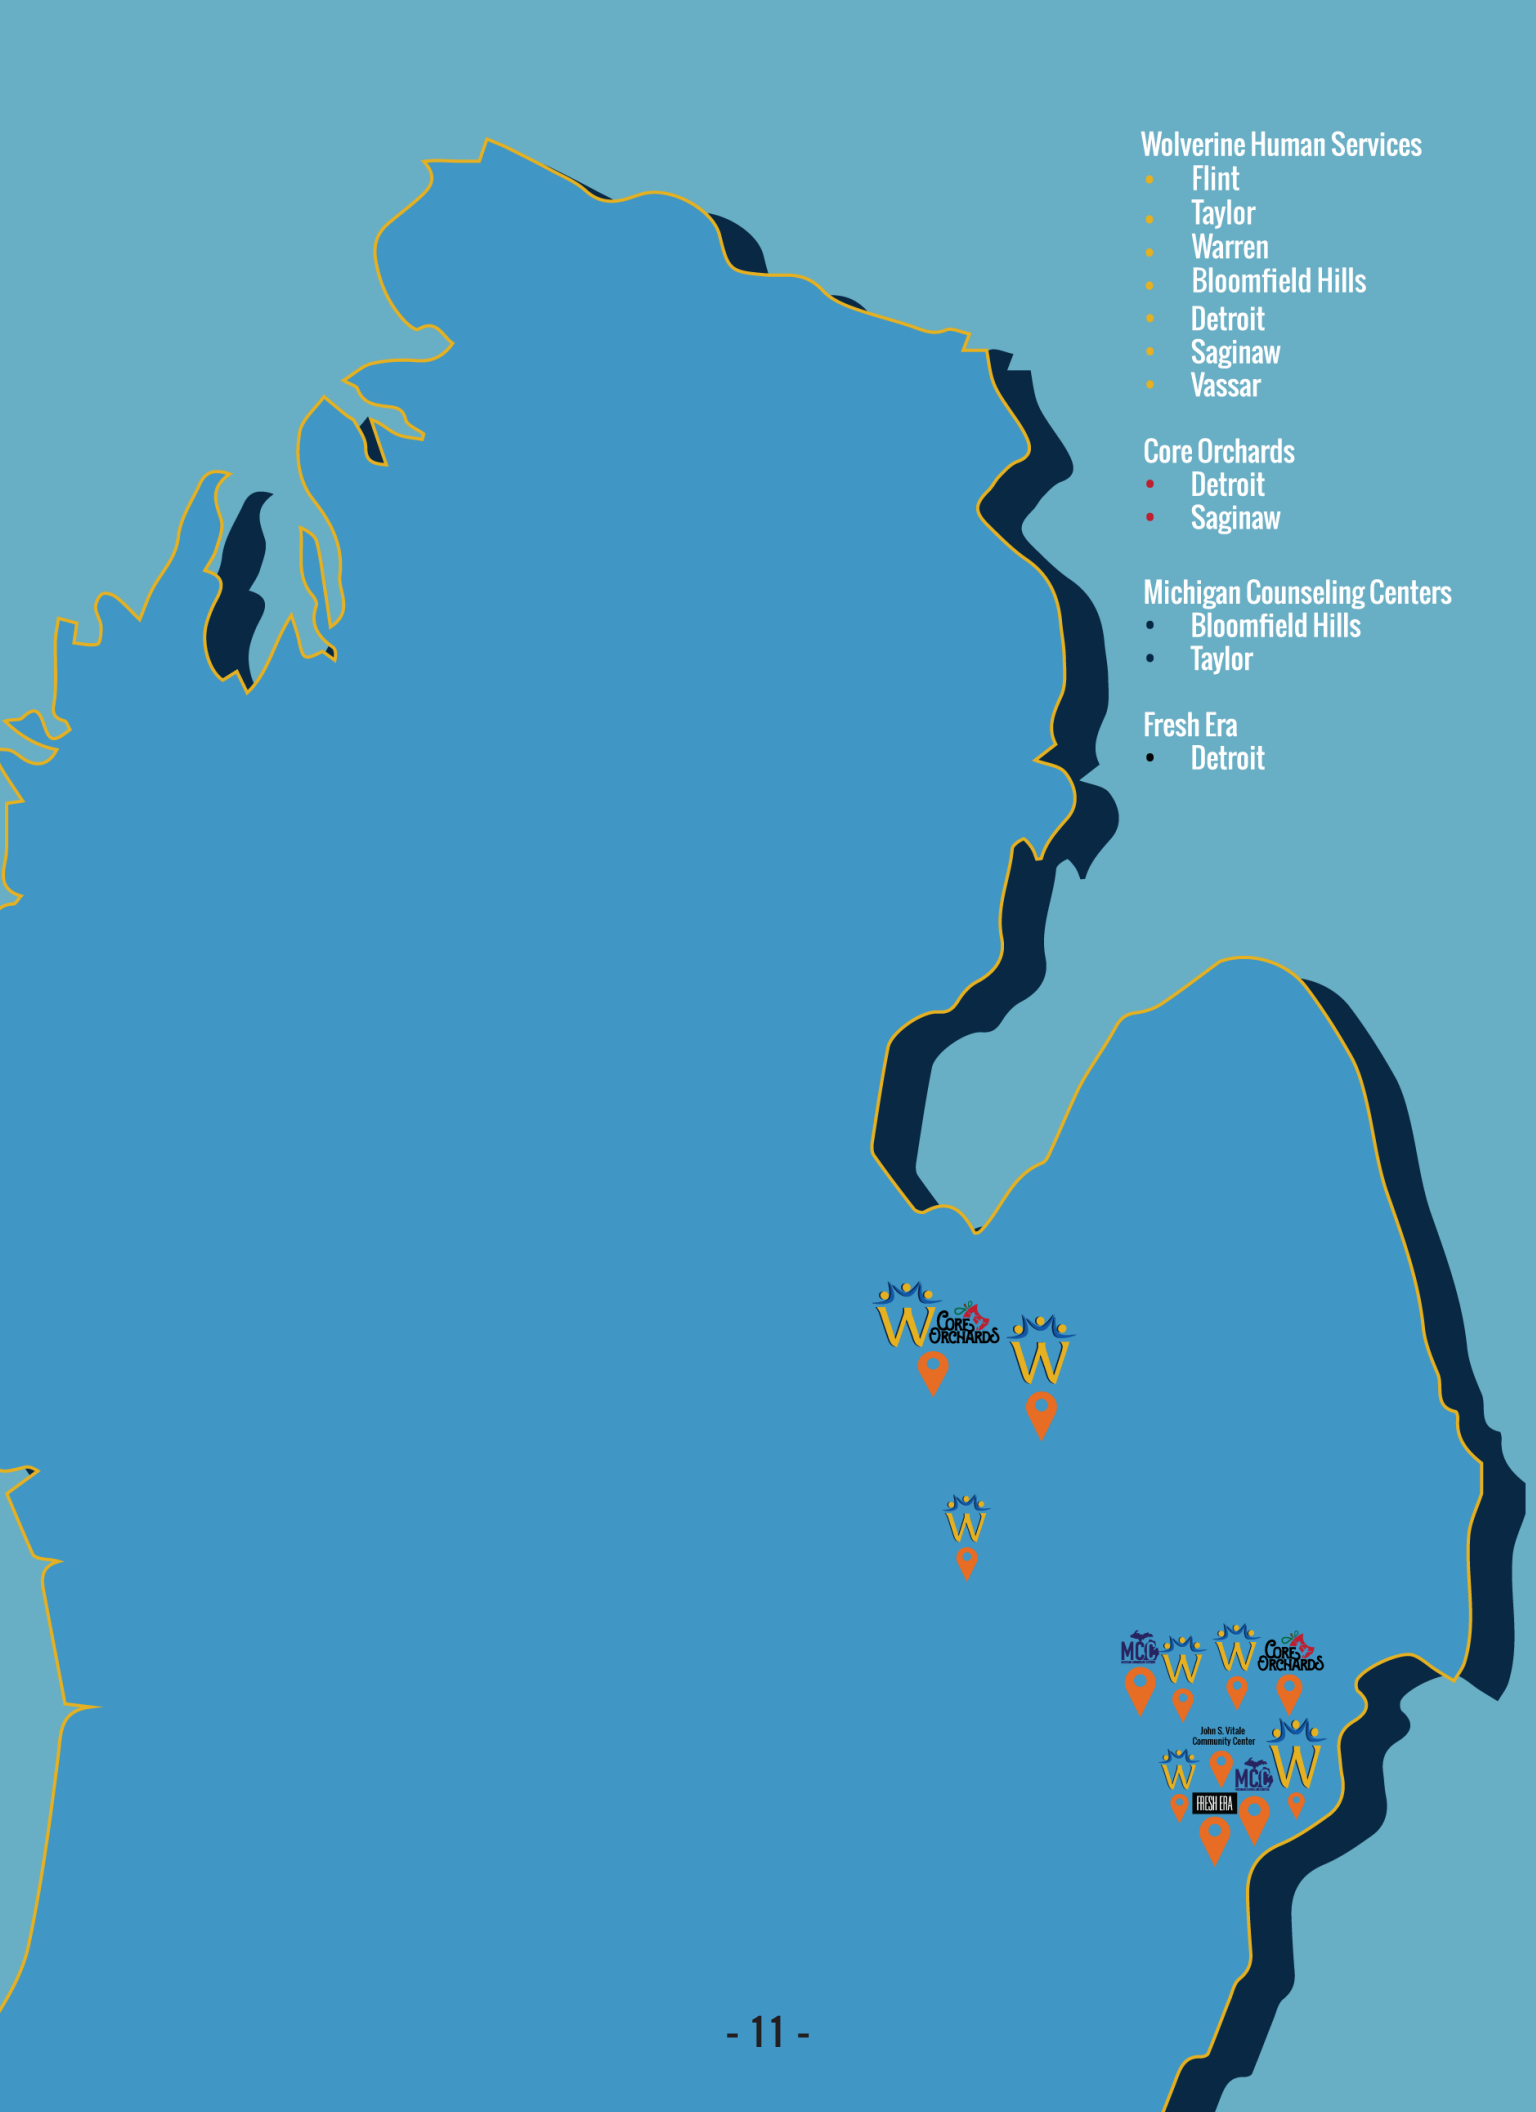 Wolverine Human Services
• Flint
• Taylor
• Warren
• Bloomfield Hills
• Detroit
• Saginaw
• Vassar
Core Orchards
• Detroit
• Saginaw
Michigan Counseling Centers
• Bloomfield Hills
• Taylor
Fresh Era
• Detroit
W
CORE
ORCHARDS
W
W
MCC
W
W
CORE
ORCHARDS
John S. Vitale
Community Center
W
MCC
W
FRESH ERA
- 11 -